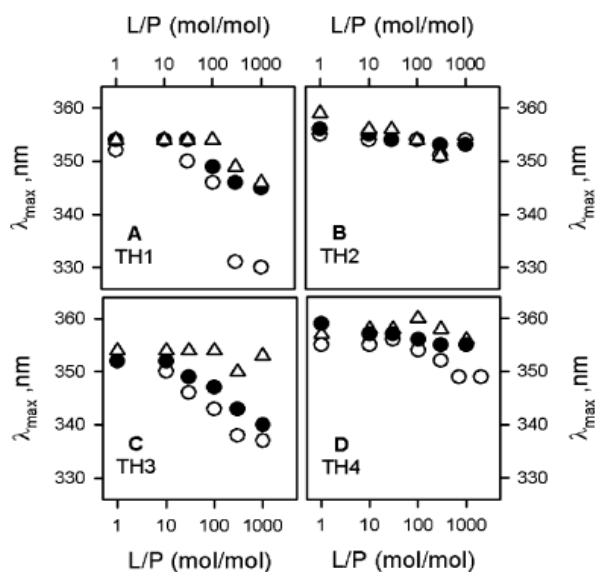 L/P (mol/mol) L/P (mol/mol)
1 10 100 1000 1 10 100 1000
360 360
350 350
340 340
330 330
λmax ,nm λmax ,nm
A B
TH1 TH2
360 360
350 350
340 340
330 330
λmax ,nm λmax ,nm
C D
TH3 TH4
1 10 100 1000 1 10 100 1000
L/P (mol/mol) L/P (mol/mol)